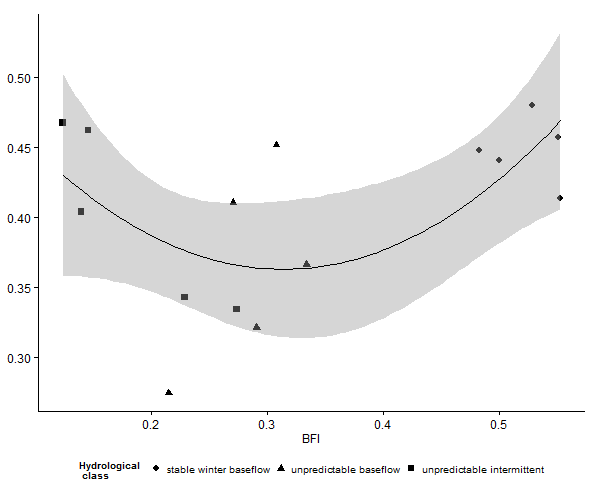 0.50
0.45
0.40
0.35
0.30
0.2 0.3 0.4 0.5
BFI
Hydrological
class
stable winter baseflow unpredictable baseflow unpredictable intermittent